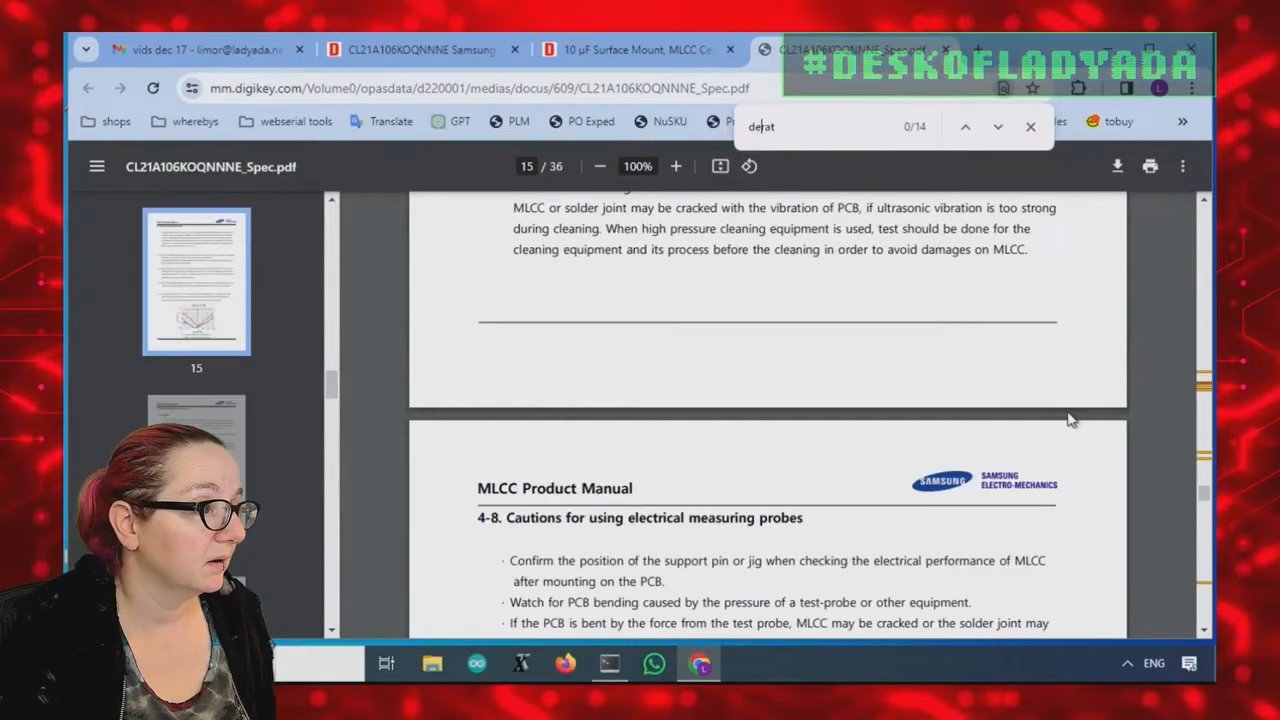 #DESKOFLADYADA
vids dec 17 - limor@ladyada.
CL21A106KOQNNNE Samsung
10 µF Surface Mount, MLCC Ce
CL21A106KOQNNNE_Spec.pdf
mm.digikey.com/Volume0/opasdata/d220001/medias/docus/609/CL21A106KOQNNNE_Spec.pdf
L
shops
wherebys
webserial tools
Translate
GPT
PLM
PO Exped
NuSKU
tobuy
derat
0/14
CL21A106KOQNNNE_Spec.pdf
15 / 36
100%
15
MLCC or solder joint may be cracked with the vibration of PCB, if ultrasonic vibration is too strong
during cleaning. When high pressure cleaning equipment is used, test should be done for the
cleaning equipment and its process before the cleaning in order to avoid damages on MLCC.
MLCC Product Manual
SAMSUNG
SAMSUNG
ELECTRO-MECHANICS
4-8. Cautions for using electrical measuring probes
· Confirm the position of the support pin or jig when checking the electrical performance of MLCC
after mounting on the PCB.
· Watch for PCB bending caused by the pressure of a test-probe or other equipment.
· If the PCB is bent by the force from the test probe, MLCC may be cracked or the solder joint may
ENG